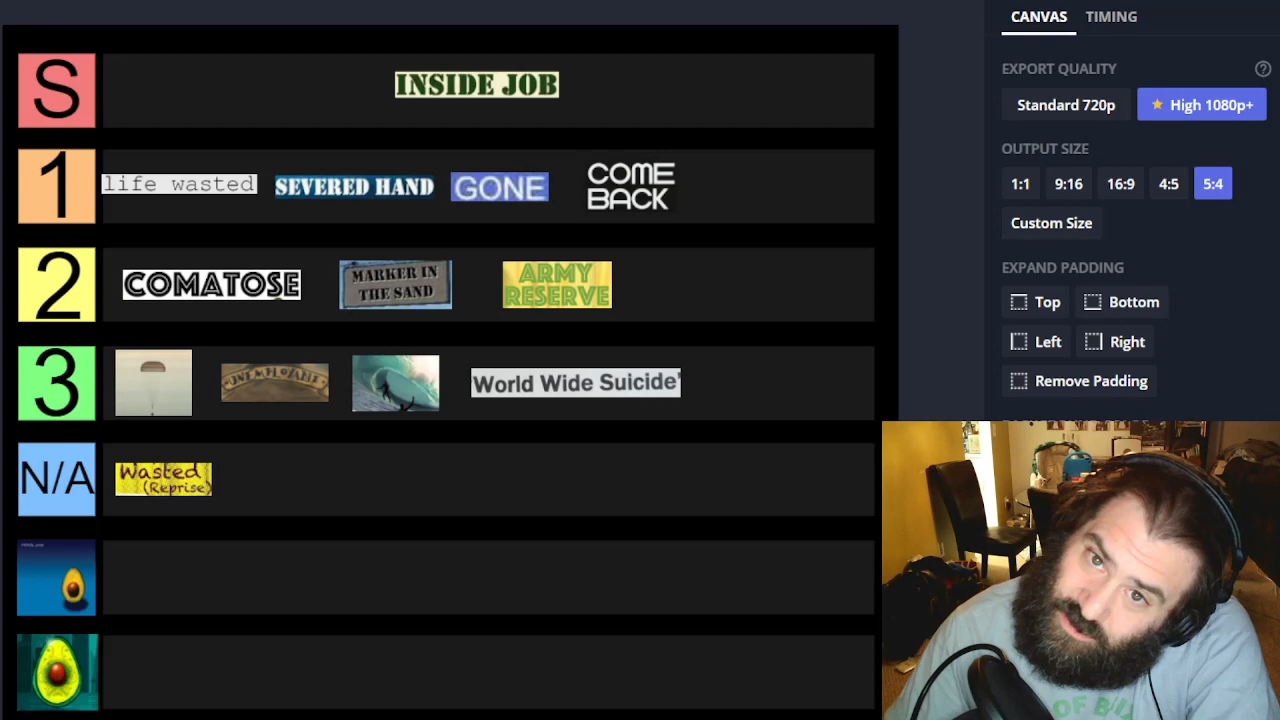 CANVAS TIMING
EXPORT QUALITY ?
Standard 720p High 1080p+
OUTPUT SIZE
1:1 9:16 16:9 4:5 5:4
Custom Size
EXPAND PADDING
Top Bottom
Left Right
Remove Padding
S
INSIDE JOB
1
life wasted
SEVERED HAND
GONE
COME
BACK
2
COMATOSE
MARKER IN
THE SAND
ARMY
RESERVE
3
UNEMPLOYABLE
World Wide Suicide'
N/A
Wasted
(Reprise)